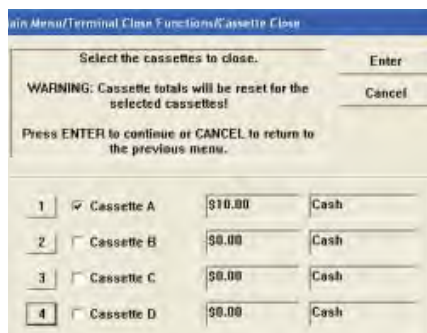 ain Menu/Terminal Close Functions/Cassette Close
Select the cassettes to close.
WARNING: Cassette totals will be reset for the
selected cassettes!
Press ENTER to continue or CANCEL to return to
the previous menu.
Enter
Cancel
1 Cassette A $10.00 Cash
2 Cassette B $0.00 Cash
3 Cassette C $0.00 Cash
4 Cassette D $0.00 Cash